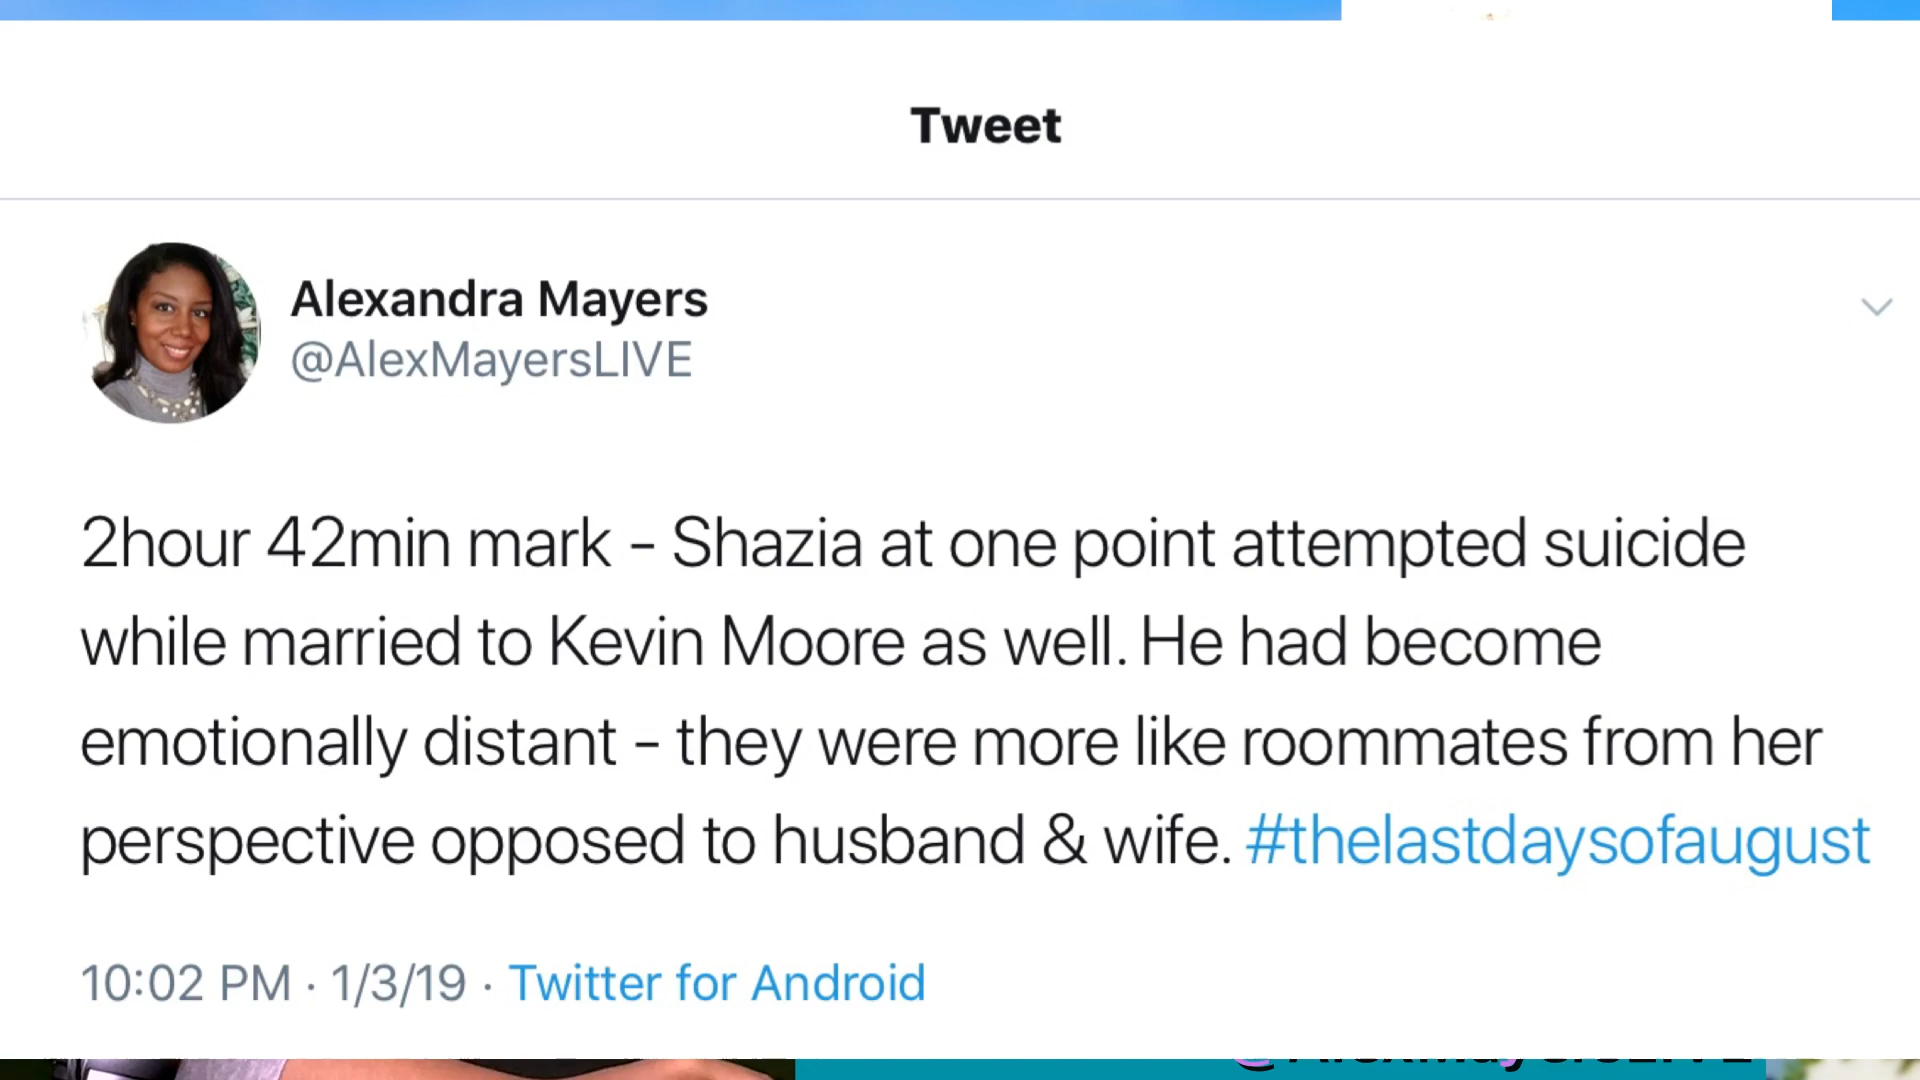 Tweet
Alexandra Mayers
@AlexMayersLIVE
2hour 42min mark - Shazia at one point attempted suicide
while married to Kevin Moore as well. He had become
emotionally distant - they were more like roommates from her
perspective opposed to husband & wife. #thelastdaysofaugust
10:02 PM · 1/3/19 · Twitter for Android